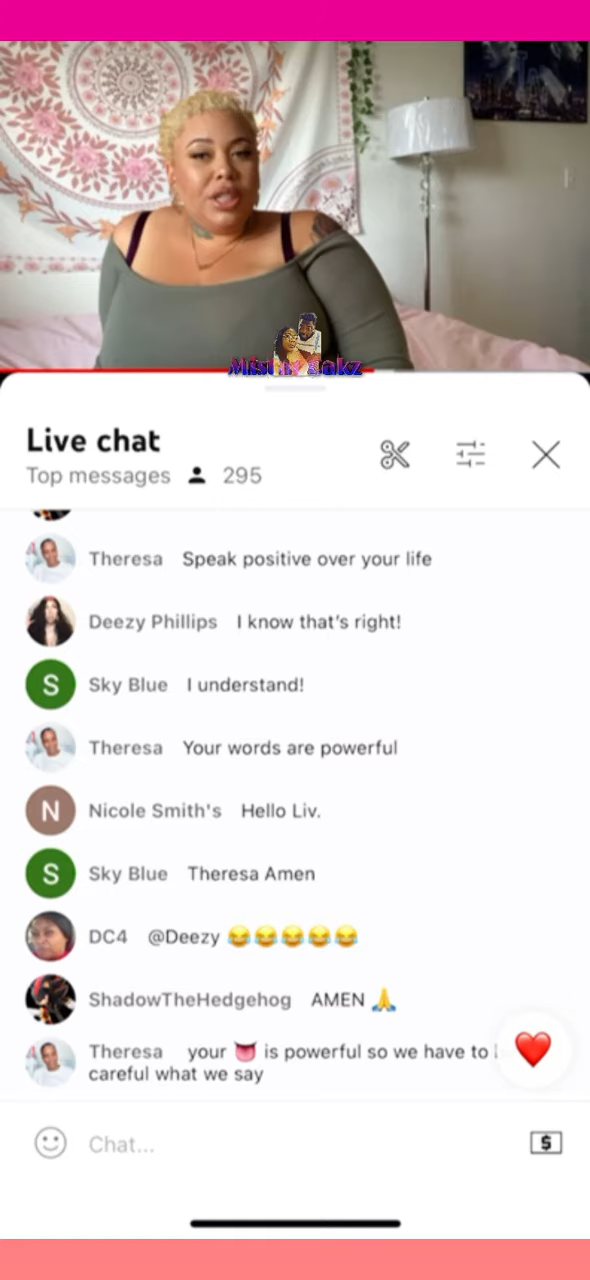 Live chat
Top messages 295
Theresa Speak positive over your life
Deezy Phillips I know that's right!
S Sky Blue I understand!
Theresa Your words are powerful
N Nicole Smith's Hello Liv.
S Sky Blue Theresa Amen
DC4 @Deezy 😂😂😂😂😂
ShadowTheHedgehog AMEN 🙏
Theresa your 👅 is powerful so we have to
careful what we say
Chat...
$